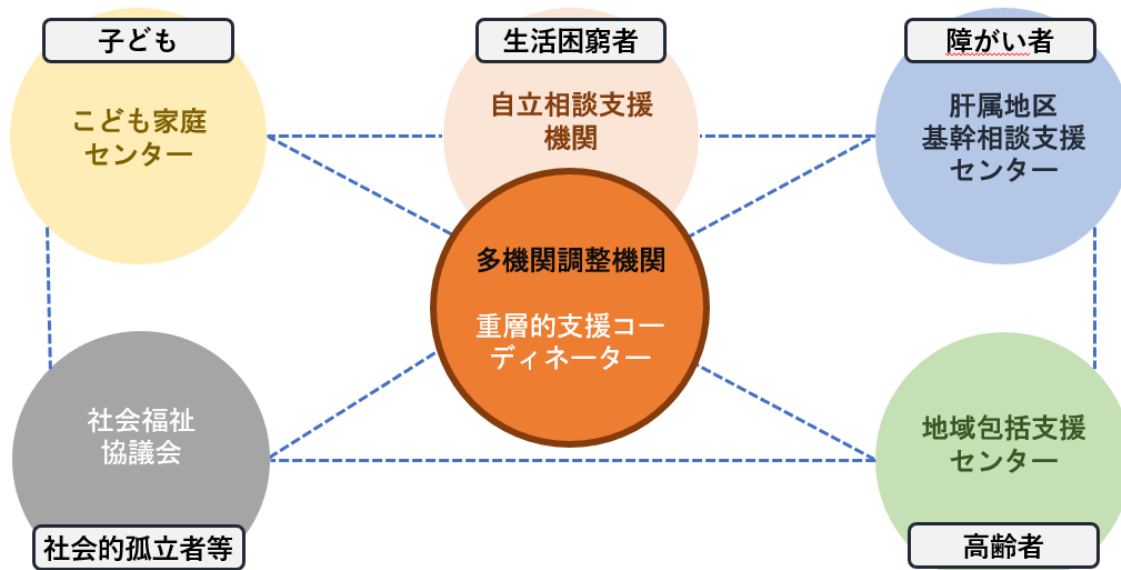 子ども
こども家庭
センター
生活困窮者
自立相談支援
機関
障がい者
肝属地区
基幹相談支援
センター
多機関調整機関
重層的支援コー
ディネーター
社会福祉
協議会
社会的孤立者等
地域包括支援
センター
高齢者